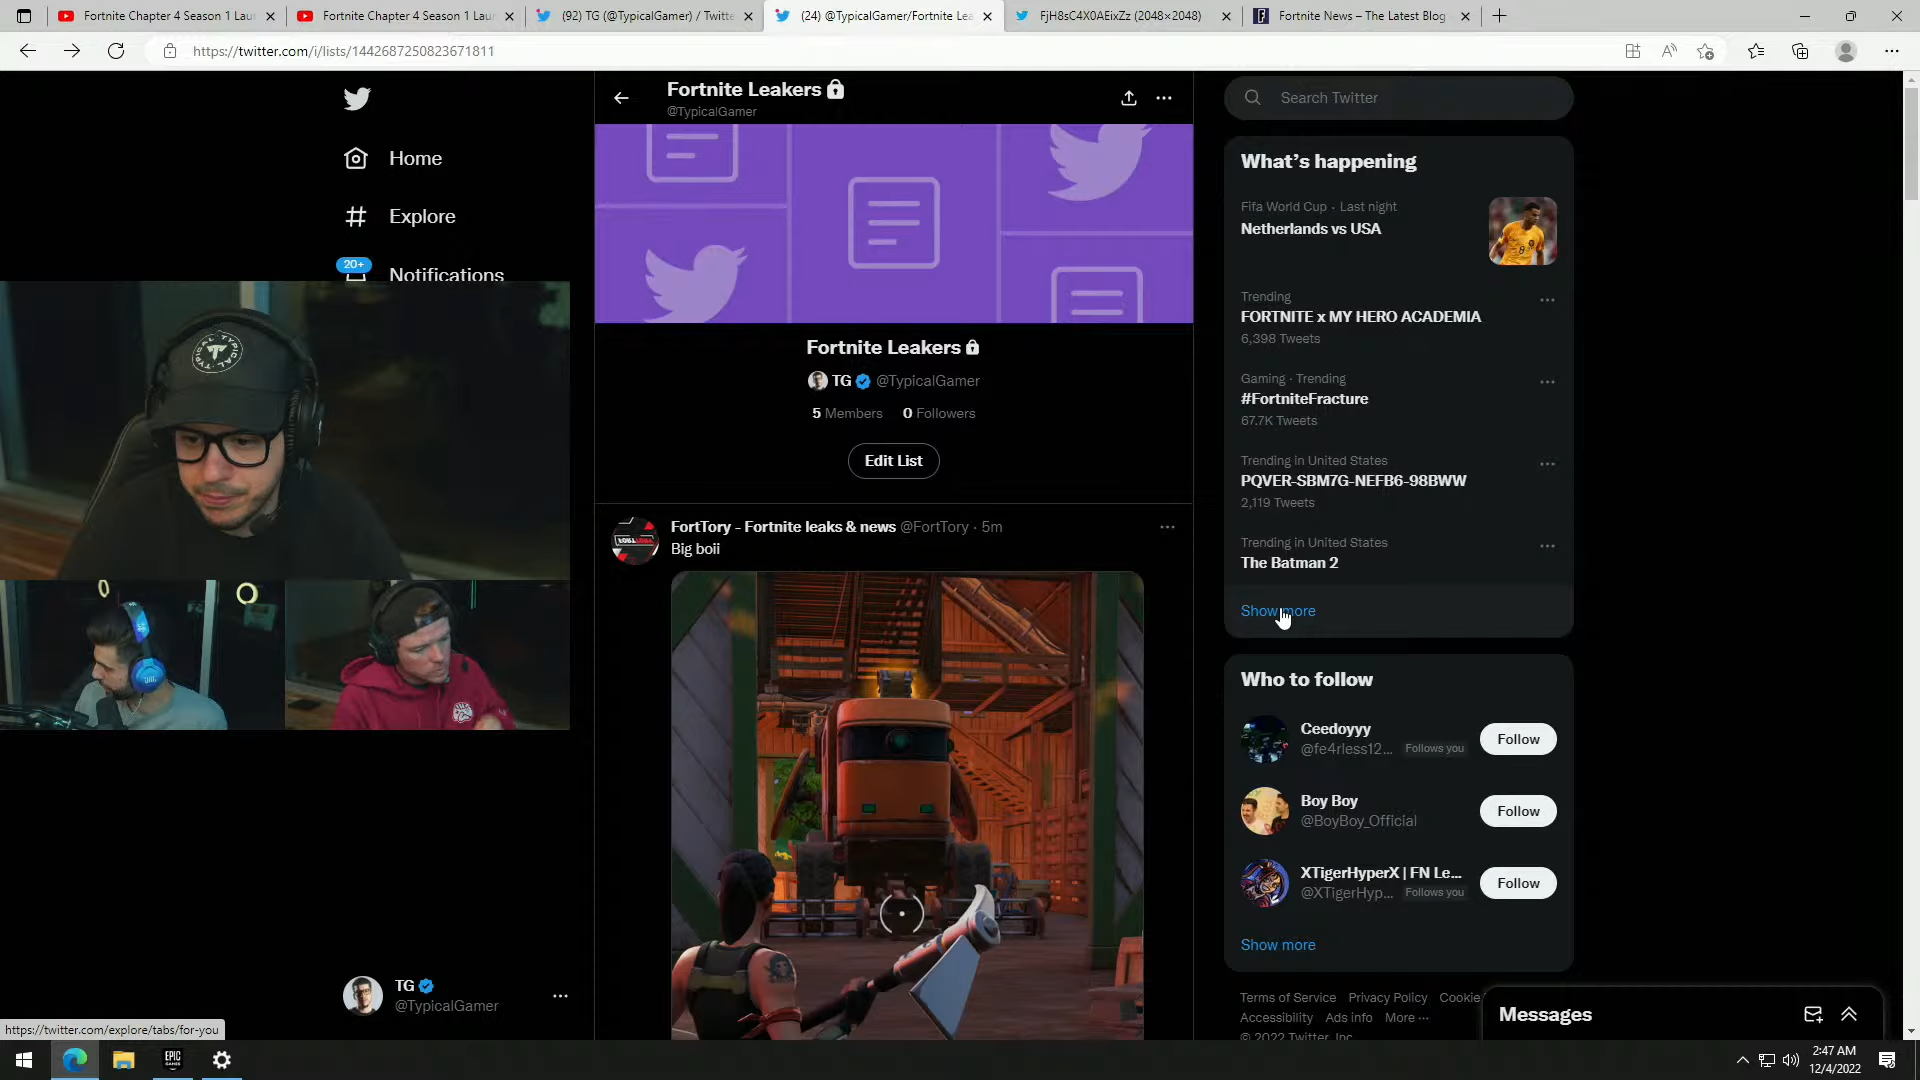 Fortnite Chapter 4 Season 1 Lau
Fortnite Chapter 4 Season 1 Lau
(92) TG (@TypicalGamer) / Twitte
(24) @TypicalGamer/Fortnite Lea
FjH8sC4X0AEixZz (2048×2048)
Fortnite News – The Latest Blog
https://twitter.com/i/lists/1442687250823671811
Home
Explore
20+
Notifications
TG
@TypicalGamer
Fortnite Leakers
@TypicalGamer
Fortnite Leakers
TG @TypicalGamer
5 Members 0 Followers
Edit List
FortTory - Fortnite leaks & news @FortTory · 5m
Big boii
Search Twitter
What's happening
Fifa World Cup · Last night
Netherlands vs USA
Trending
FORTNITE x MY HERO ACADEMIA
6,398 Tweets
Gaming · Trending
#FortniteFracture
67.7K Tweets
Trending in United States
PQVER-SBM7G-NEFB6-98BWW
2,119 Tweets
Trending in United States
The Batman 2
Show more
Who to follow
Ceedoyyy
@fe4rless12... Follows you
Follow
Boy Boy
@BoyBoy_Official
Follow
XTigerHyperX | FN Le...
@XTigerHyp... Follows you
Follow
Show more
Terms of Service Privacy Policy Cookie
Accessibility Ads info More ···
© 2022 Twitter, Inc.
Messages
https://twitter.com/explore/tabs/for-you
EPIC
GAMES
2:47 AM
12/4/2022